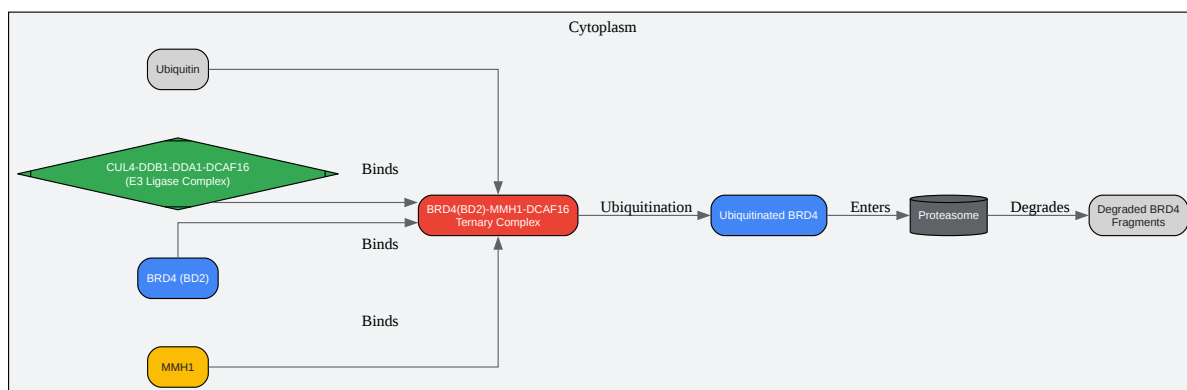 Cytoplasm
Ubiquitin
CUL4-DDB1-DDA1-DCAF16
(E3 Ligase Complex)
Binds
BRD4(BD2)-MMH1-DCAF16
Ternary Complex
Ubiquitination
Ubiquitinated BRD4
Enters
Proteasome
Degrades
Degraded BRD4
Fragments
Binds
BRD4 (BD2)
Binds
MMH1